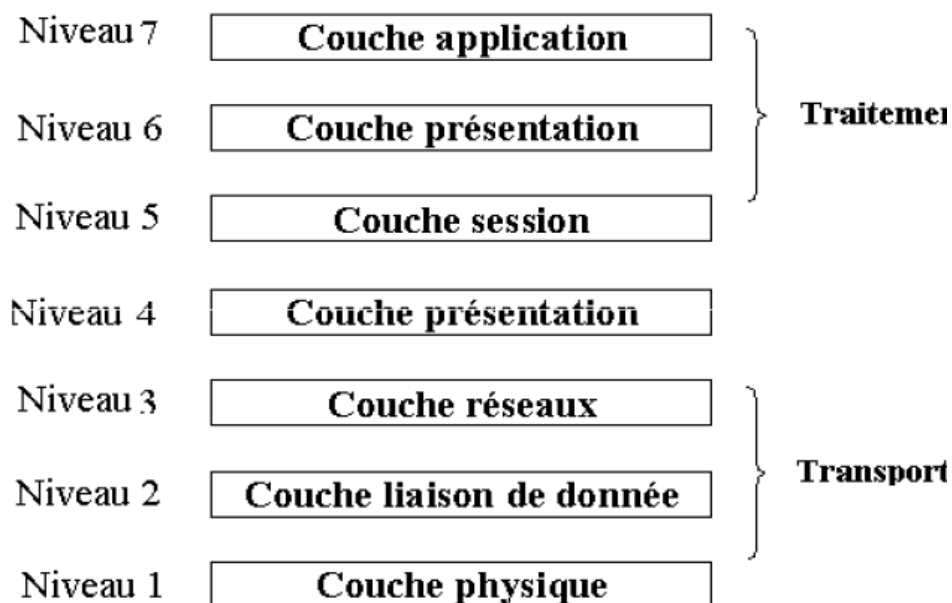 Niveau 7 Couche application
Niveau 6 Couche présentation Traitemen
Niveau 5 Couche session
Niveau 4 Couche présentation
Niveau 3 Couche réseaux
Niveau 2 Couche liaison de donnée Transport
Niveau 1 Couche physique